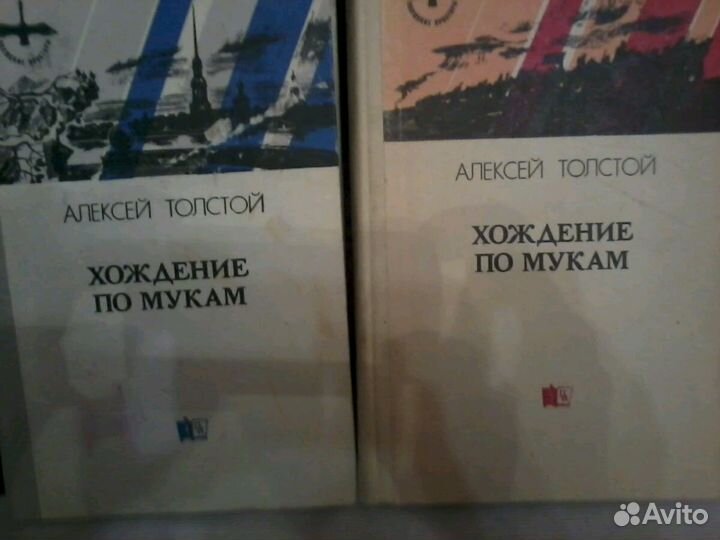 АЛЕКСЕЙ ТОЛСТОЙ
ХОЖДЕНИЕ
ПО МУКАМ
АЛЕКСЕЙ ТОЛСТОЙ
ХОЖДЕНИЕ
ПО МУКАМ
Avito